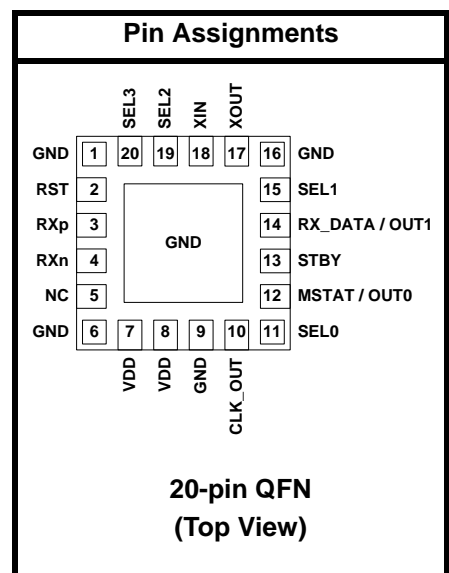 Pin Assignments
SEL3
SEL2
XIN
XOUT
GND 1 20 19 18 17 16 GND
RST 2 15 SEL1
RXp 3 14 RX_DATA / OUT1
GND
RXn 4 13 STBY
NC 5 12 MSTAT / OUT0
GND 6 7 8 9 10 11 SEL0
VDD
VDD
GND
CLK_OUT
20-pin QFN
(Top View)